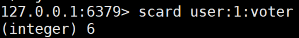 127.0.0.1:6379> scard user:1:voter
(integer) 6